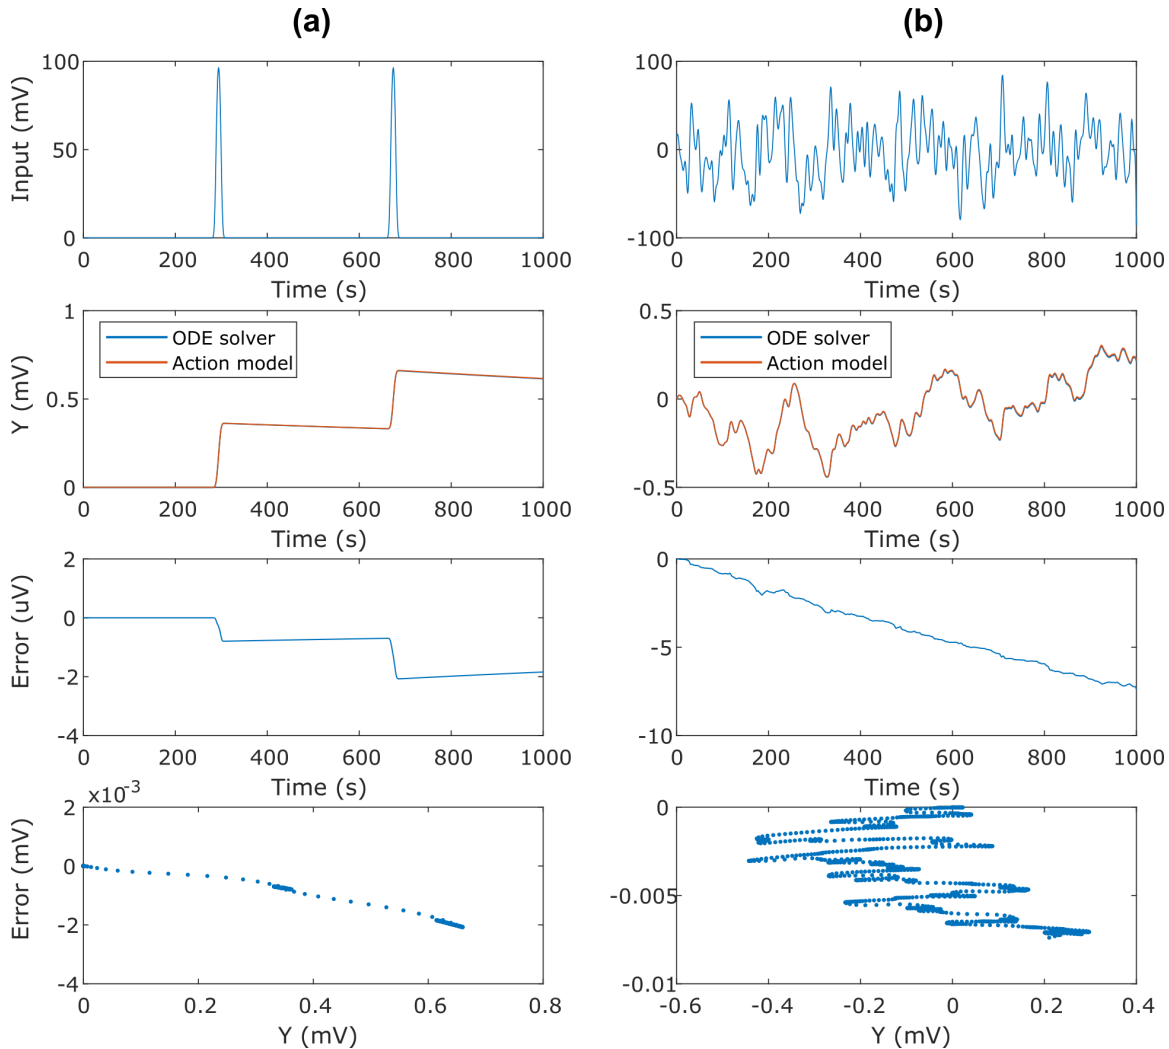 (a)
(b)
100
50
0
Input (mV)
0 200 400 600 800 1000
Time (s)
100
50
0
-50
-100
0 200 400 600 800 1000
Time (s)
1
0.5
0
Y (mV)
ODE solver
Action model
0 200 400 600 800 1000
Time (s)
0.5
0
-0.5
ODE solver
Action model
0 200 400 600 800 1000
Time (s)
2
0
-2
-4
Error (uV)
0 200 400 600 800 1000
Time (s)
0
-5
-10
0 200 400 600 800 1000
Time (s)
×10-3
2
0
-2
-4
Error (mV)
0 0.2 0.4 0.6 0.8
Y (mV)
0
-0.005
-0.01
-0.6 -0.4 -0.2 0 0.2 0.4
Y (mV)